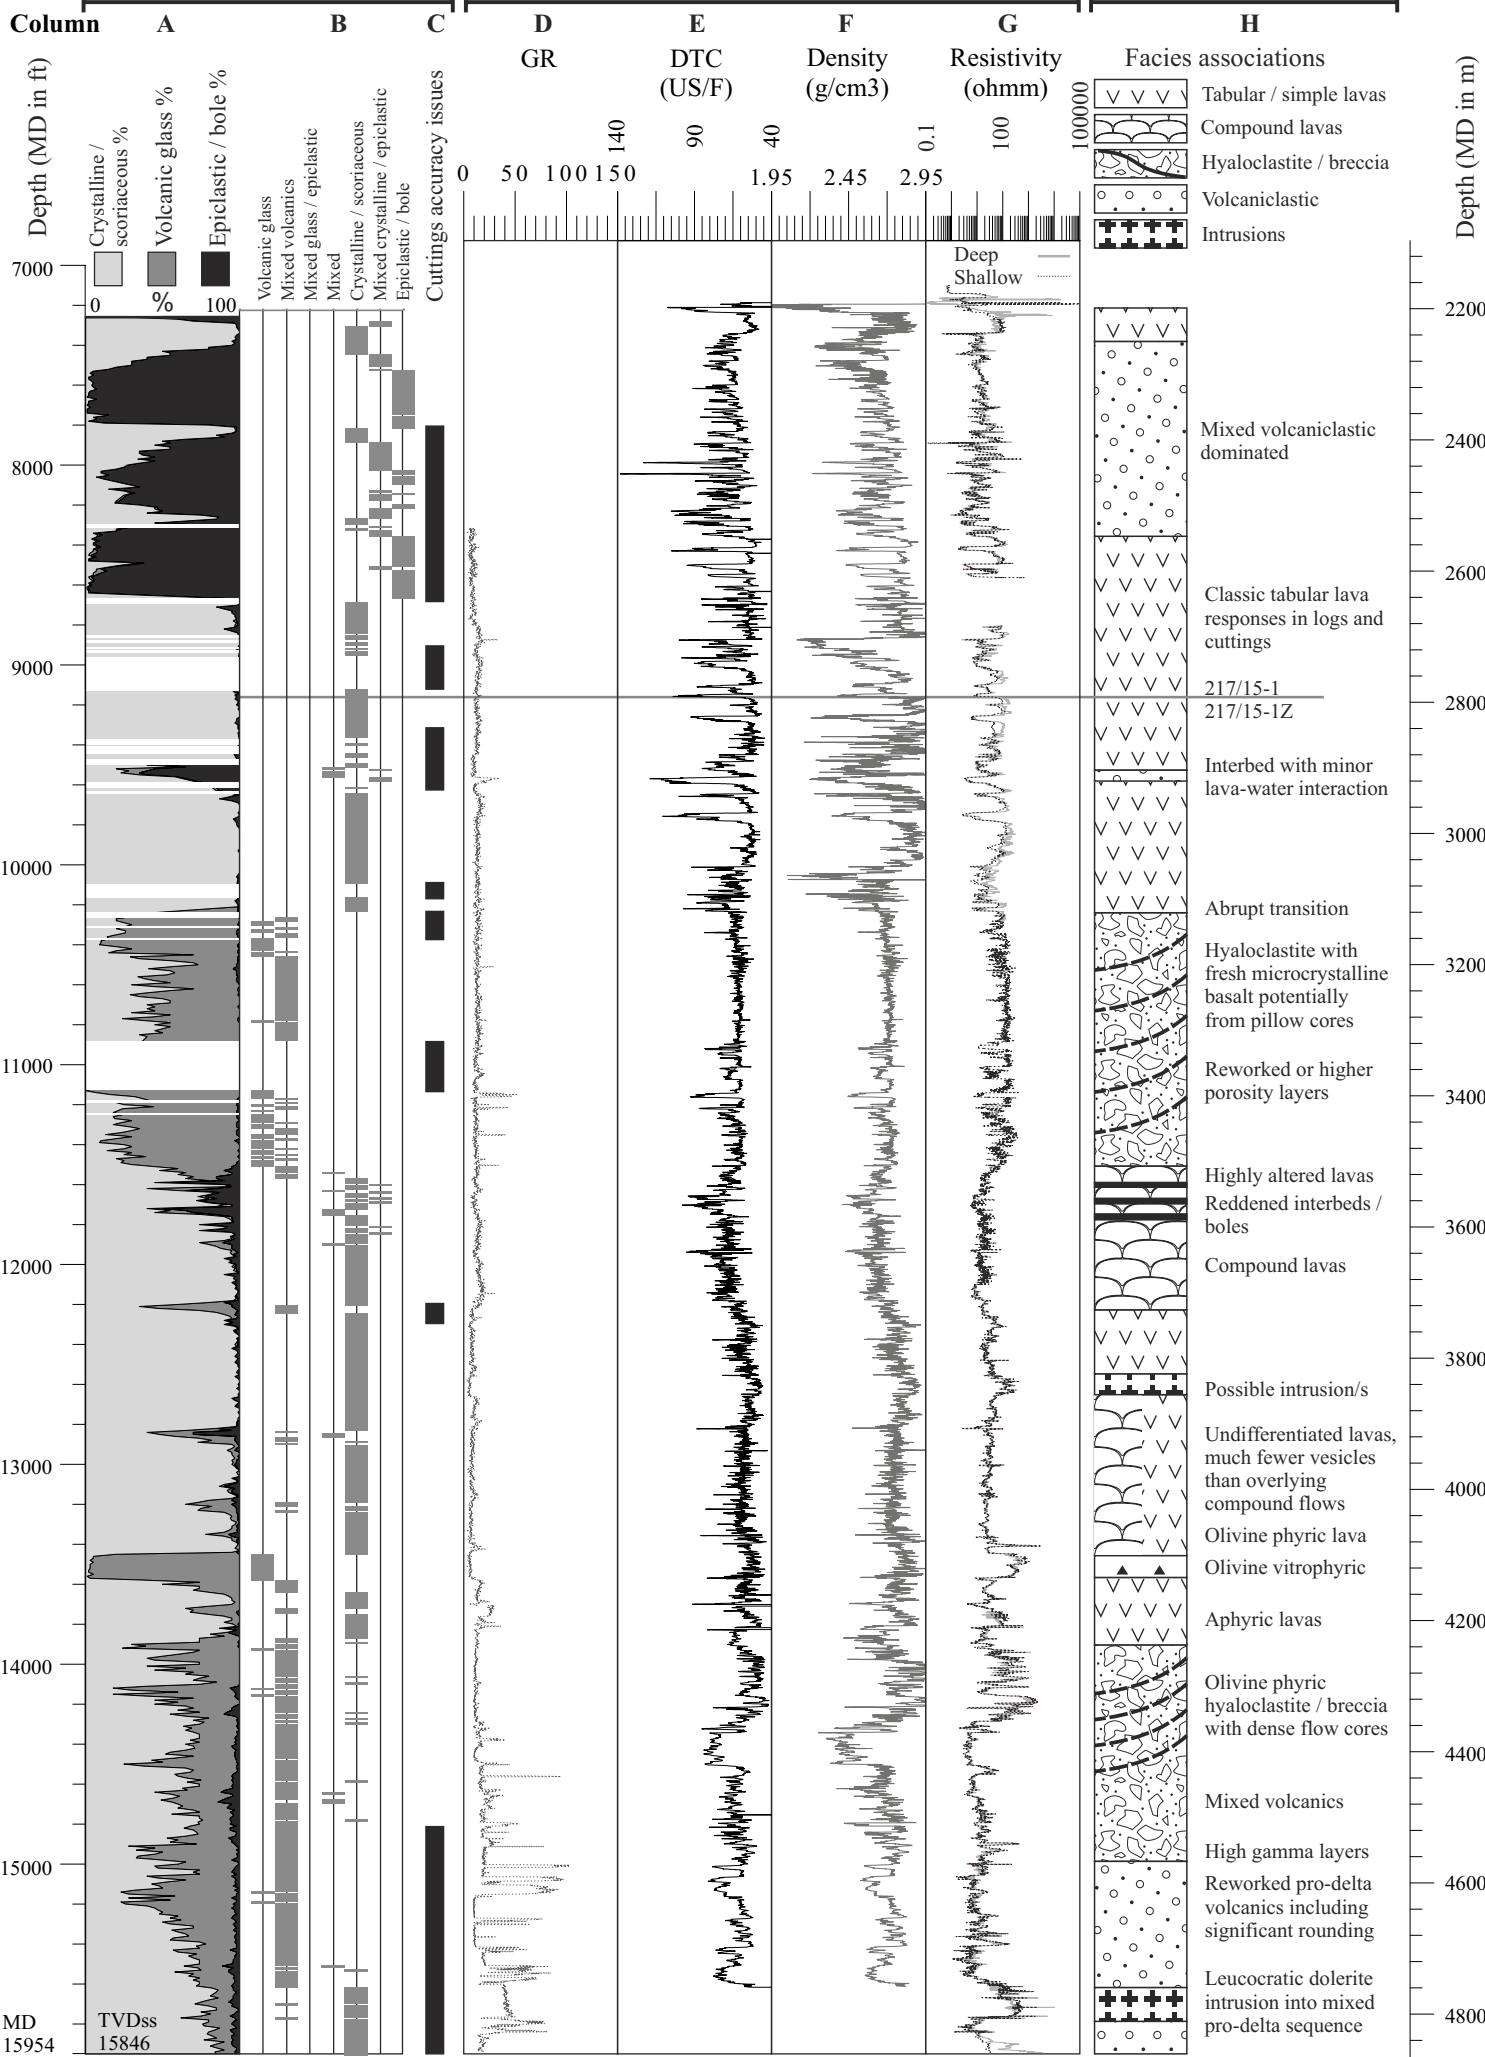 Column A B C D E F G H
Depth (MD in ft)
Crystalline /
scoriaceous %
Volcanic glass %
Epiclastic / bole %
0 % 100
Volcanic glass
Mixed volcanics
Mixed glass / epiclastic
Mixed
Crystalline / scoriaceous
Mixed crystalline / epiclastic
Epiclastic / bole
Cuttings accuracy issues
GR
0 50 100 150
DTC
(US/F)
140 90 40
Density
(g/cm3)
1.95 2.45 2.95
Resistivity
(ohmm)
0.1 100 100000
Deep
Shallow
Facies associations
Tabular / simple lavas
Compound lavas
Hyaloclastite / breccia
Volcaniclastic
Intrusions
Depth (MD in m)
7000
8000
9000
10000
11000
12000
13000
14000
15000
MD
15954
TVDss
15846
Mixed volcaniclastic
dominated
Classic tabular lava
responses in logs and
cuttings
217/15-1
217/15-1Z
Interbed with minor
lava-water interaction
Abrupt transition
Hyaloclastite with
fresh microcrystalline
basalt potentially
from pillow cores
Reworked or higher
porosity layers
Highly altered lavas
Reddened interbeds /
boles
Compound lavas
Possible intrusion/s
Undifferentiated lavas,
much fewer vesicles
than overlying
compound flows
Olivine phyric lava
Olivine vitrophyric
Aphyric lavas
Olivine phyric
hyaloclastite / breccia
with dense flow cores
Mixed volcanics
High gamma layers
Reworked pro-delta
volcanics including
significant rounding
Leucocratic dolerite
intrusion into mixed
pro-delta sequence
2200
2400
2600
2800
3000
3200
3400
3600
3800
4000
4200
4400
4600
4800